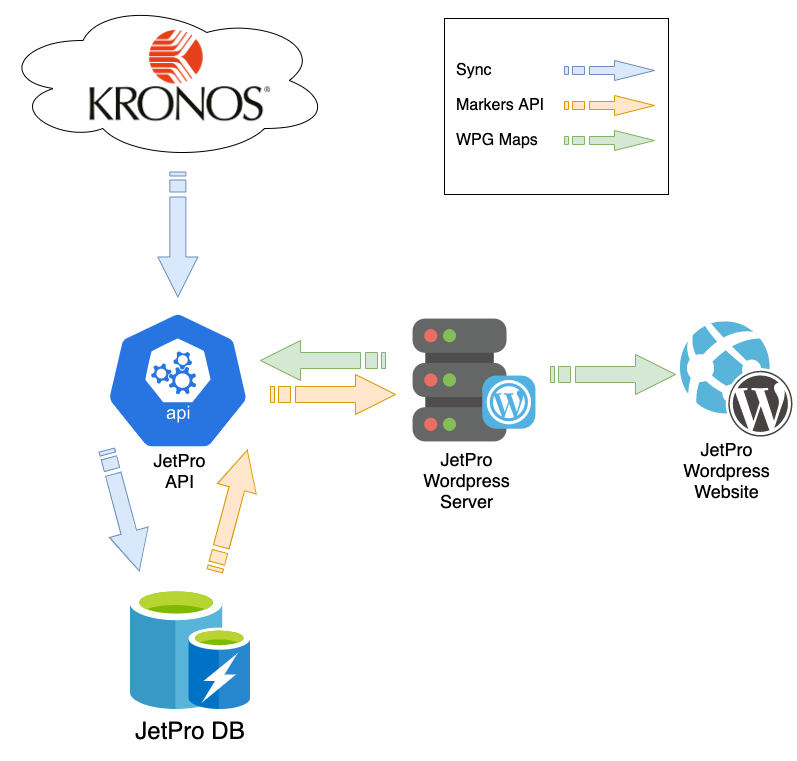 KRONOS®
Sync
Markers API
WPG Maps
api
JetPro
API
JetPro
Wordpress
Server
JetPro
Wordpress
Website
JetPro DB